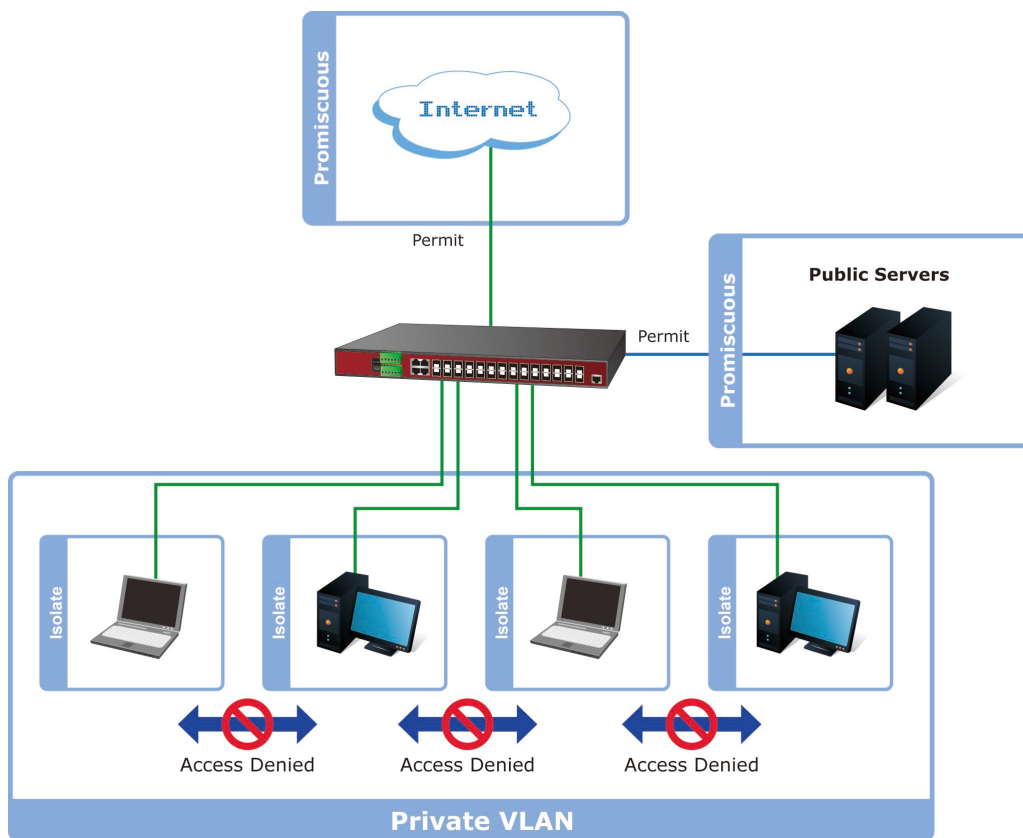 Promiscuous
Internet
Permit
Promiscuous
Public Servers
Permit
Isolate
Isolate
Isolate
Isolate
Access Denied
Access Denied
Access Denied
Private VLAN